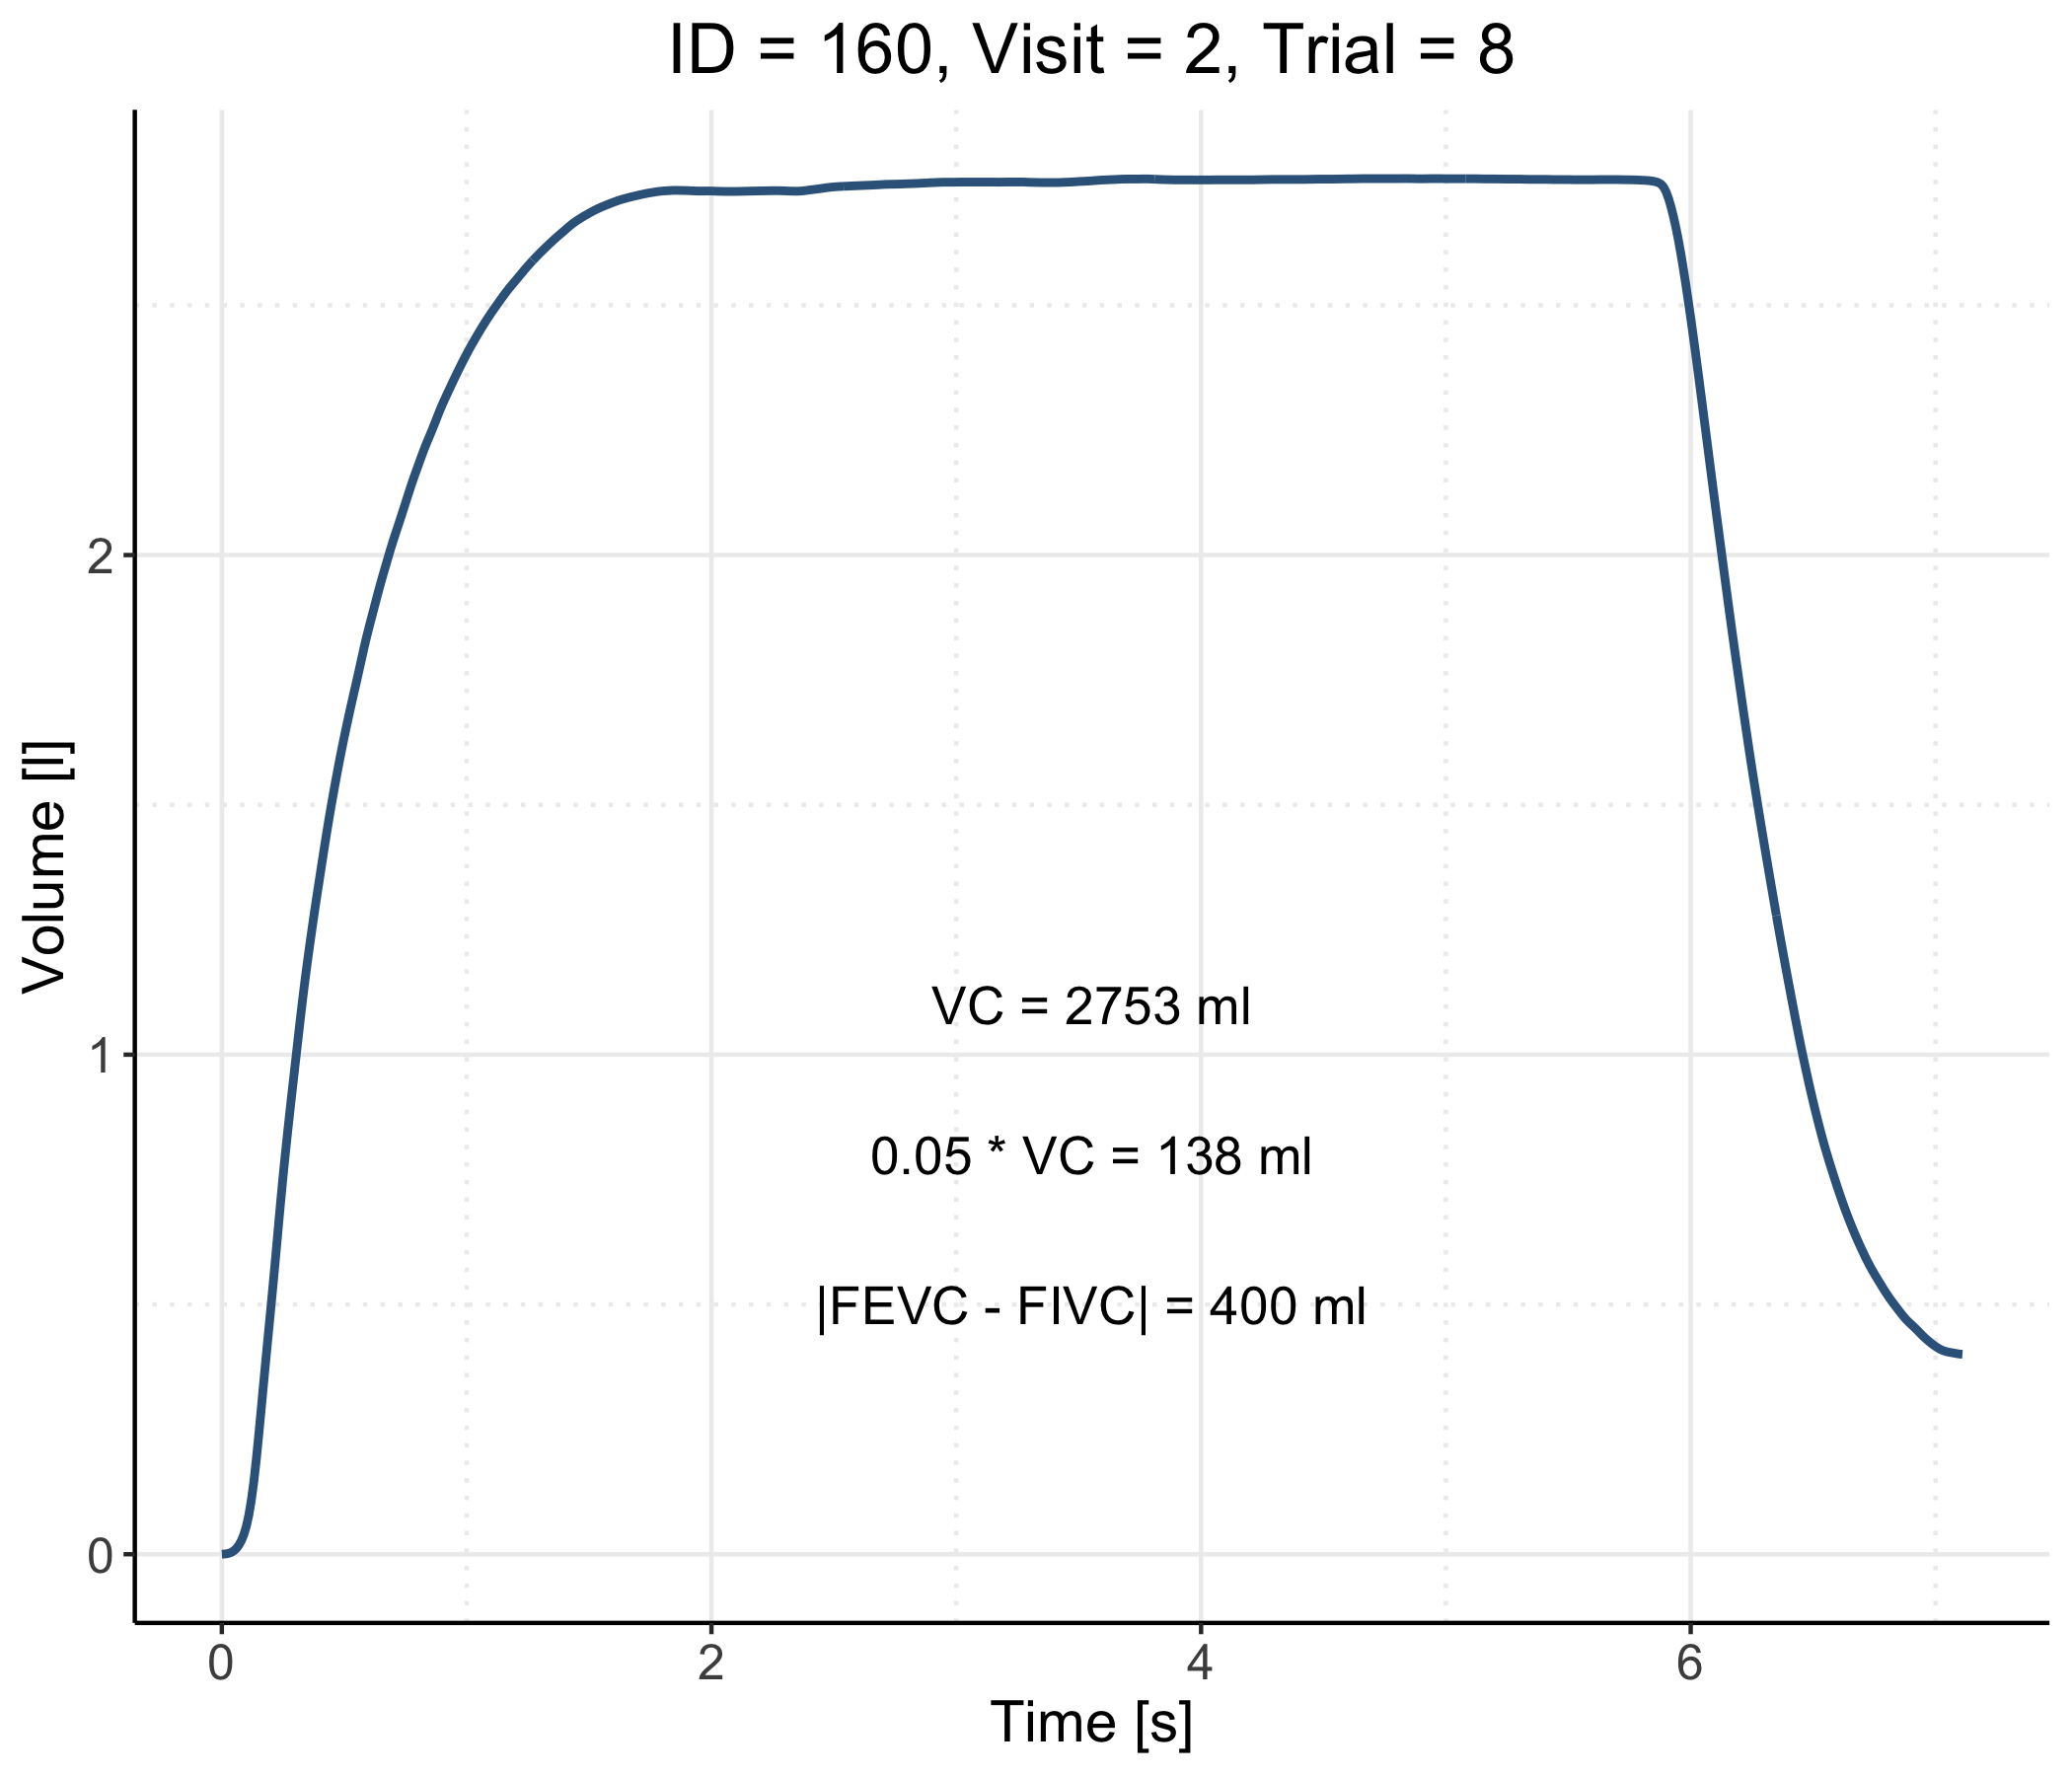 ID = 160, Visit = 2, Trial = 8
Volume [l]
2
1
0
VC = 2753 ml
0.05 * VC = 138 ml
|FEVC - FIVC| = 400 ml
0 2 4 6
Time [s]